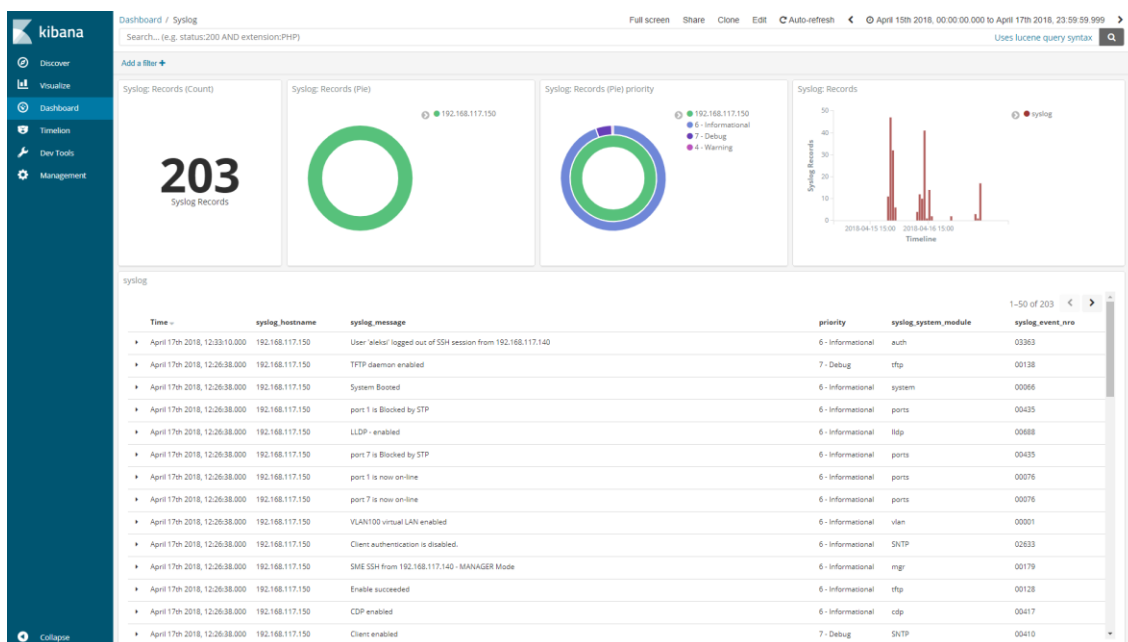 kibana
Discover
Visualize
Dashboard
Timelion
Dev Tools
Management
Collapse
Dashboard / Syslog
Full screen Share Clone Edit Auto-refresh April 15th 2018, 00:00:00.000 to April 17th 2018, 23:59:59.999
Search... (e.g. status:200 AND extension:PHP) Uses lucene query syntax
Add a filter +
Syslog: Records (Count)
203
Syslog Records
Syslog: Records (Pie)
192.168.117.150
Syslog: Records (Pie) priority
192.168.117.150
6 - Informational
7 - Debug
4 - Warning
Syslog: Records
syslog
50
40
30
20
10
0
Syslog Records
2018-04-15 15:00 2018-04-16 15:00
Timeline
syslog
1–50 of 203
Time syslog_hostname syslog_message priority syslog_system_module syslog_event_nro
April 17th 2018, 12:33:10.000 192.168.117.150 User 'aleksi' logged out of SSH session from 192.168.117.140 6 - Informational auth 03363
April 17th 2018, 12:26:38.000 192.168.117.150 TFTP daemon enabled 7 - Debug tftp 00138
April 17th 2018, 12:26:38.000 192.168.117.150 System Booted 6 - Informational system 00066
April 17th 2018, 12:26:38.000 192.168.117.150 port 1 is Blocked by STP 6 - Informational ports 00435
April 17th 2018, 12:26:38.000 192.168.117.150 LLDP - enabled 6 - Informational lldp 00688
April 17th 2018, 12:26:38.000 192.168.117.150 port 7 is Blocked by STP 6 - Informational ports 00435
April 17th 2018, 12:26:38.000 192.168.117.150 port 1 is now on-line 6 - Informational ports 00076
April 17th 2018, 12:26:38.000 192.168.117.150 port 7 is now on-line 6 - Informational ports 00076
April 17th 2018, 12:26:38.000 192.168.117.150 VLAN100 virtual LAN enabled 6 - Informational vlan 00001
April 17th 2018, 12:26:38.000 192.168.117.150 Client authentication is disabled. 6 - Informational SNTP 02633
April 17th 2018, 12:26:38.000 192.168.117.150 SME SSH from 192.168.117.140 - MANAGER Mode 6 - Informational mgr 00179
April 17th 2018, 12:26:38.000 192.168.117.150 Enable succeeded 6 - Informational tftp 00128
April 17th 2018, 12:26:38.000 192.168.117.150 CDP enabled 6 - Informational cdp 00417
April 17th 2018, 12:26:38.000 192.168.117.150 Client enabled 7 - Debug SNTP 00410